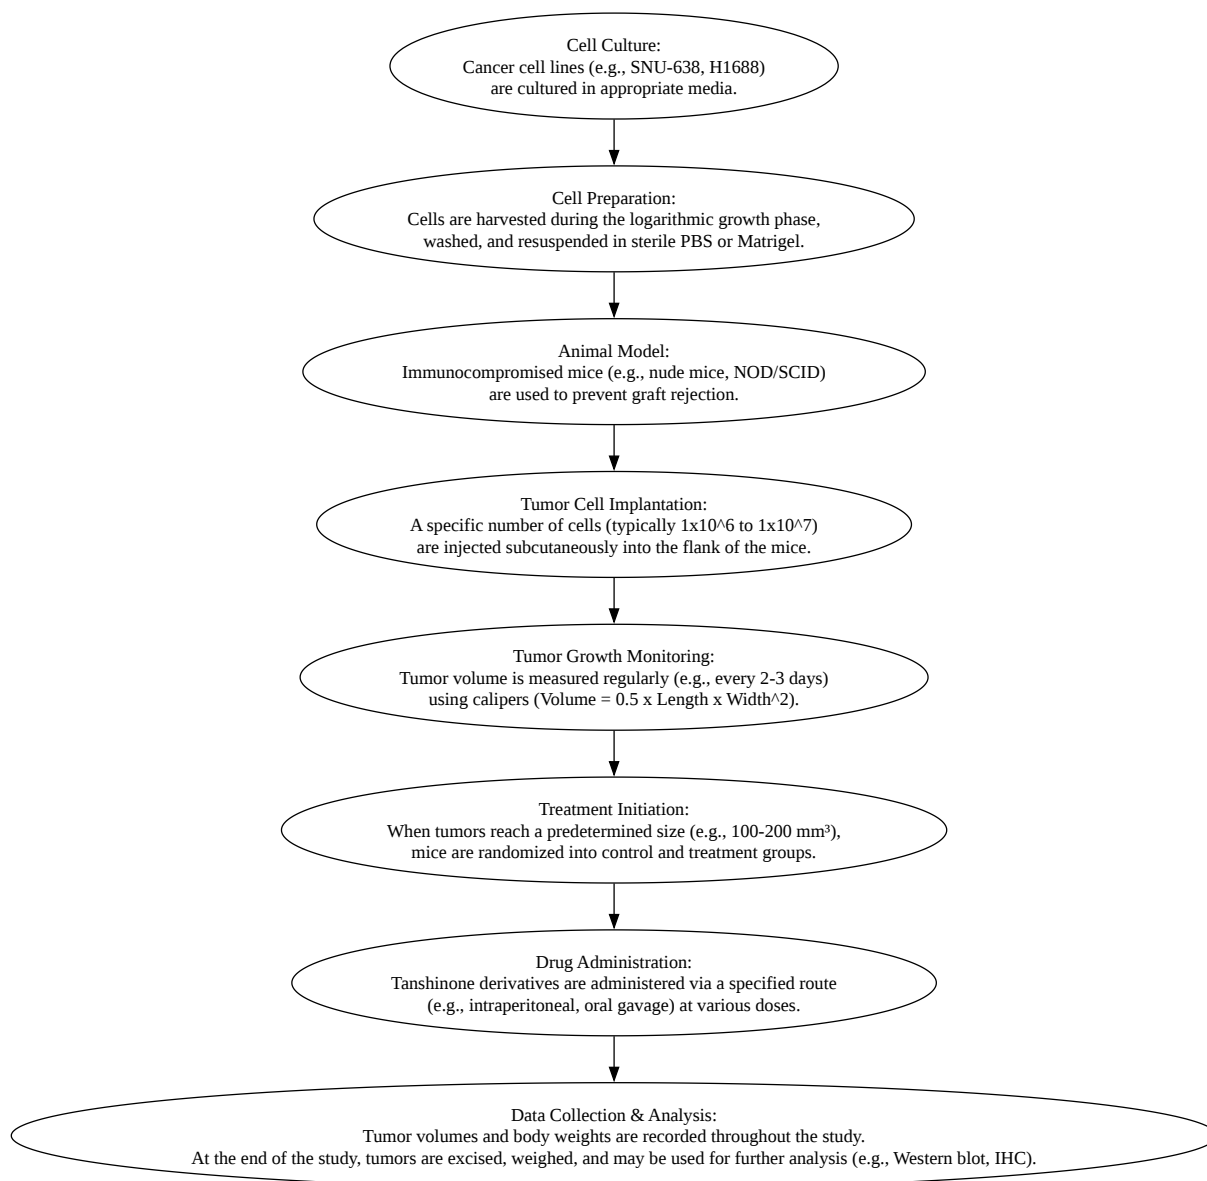 Cell Culture:
Cancer cell lines (e.g., SNU-638, H1688)
are cultured in appropriate media.
Cell Preparation:
Cells are harvested during the logarithmic growth phase,
washed, and resuspended in sterile PBS or Matrigel.
Animal Model:
Immunocompromised mice (e.g., nude mice, NOD/SCID)
are used to prevent graft rejection.
Tumor Cell Implantation:
A specific number of cells (typically 1x10^6 to 1x10^7)
are injected subcutaneously into the flank of the mice.
Tumor Growth Monitoring:
Tumor volume is measured regularly (e.g., every 2-3 days)
using calipers (Volume = 0.5 x Length x Width^2).
Treatment Initiation:
When tumors reach a predetermined size (e.g., 100-200 mm³),
mice are randomized into control and treatment groups.
Drug Administration:
Tanshinone derivatives are administered via a specified route
(e.g., intraperitoneal, oral gavage) at various doses.
Data Collection & Analysis:
Tumor volumes and body weights are recorded throughout the study.
At the end of the study, tumors are excised, weighed, and may be used for further analysis (e.g., Western blot, IHC).